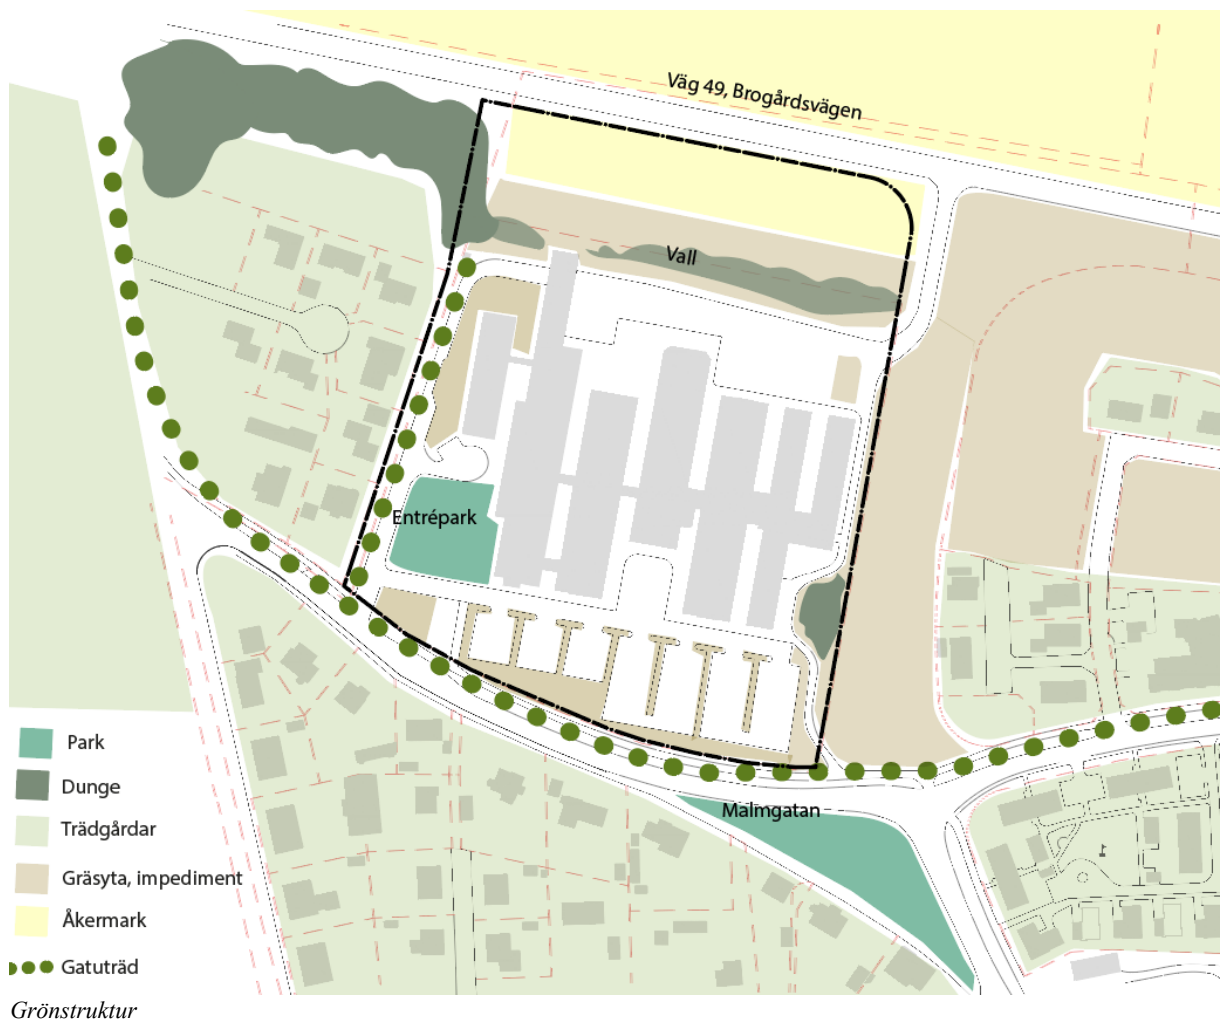 Väg 49, Brogårdsvägen
Vall
Entrépark
Malmgatan
Park
Dunge
Trädgårdar
Gräsyta, impediment
Åkermark
Gatuträd
Grönstruktur